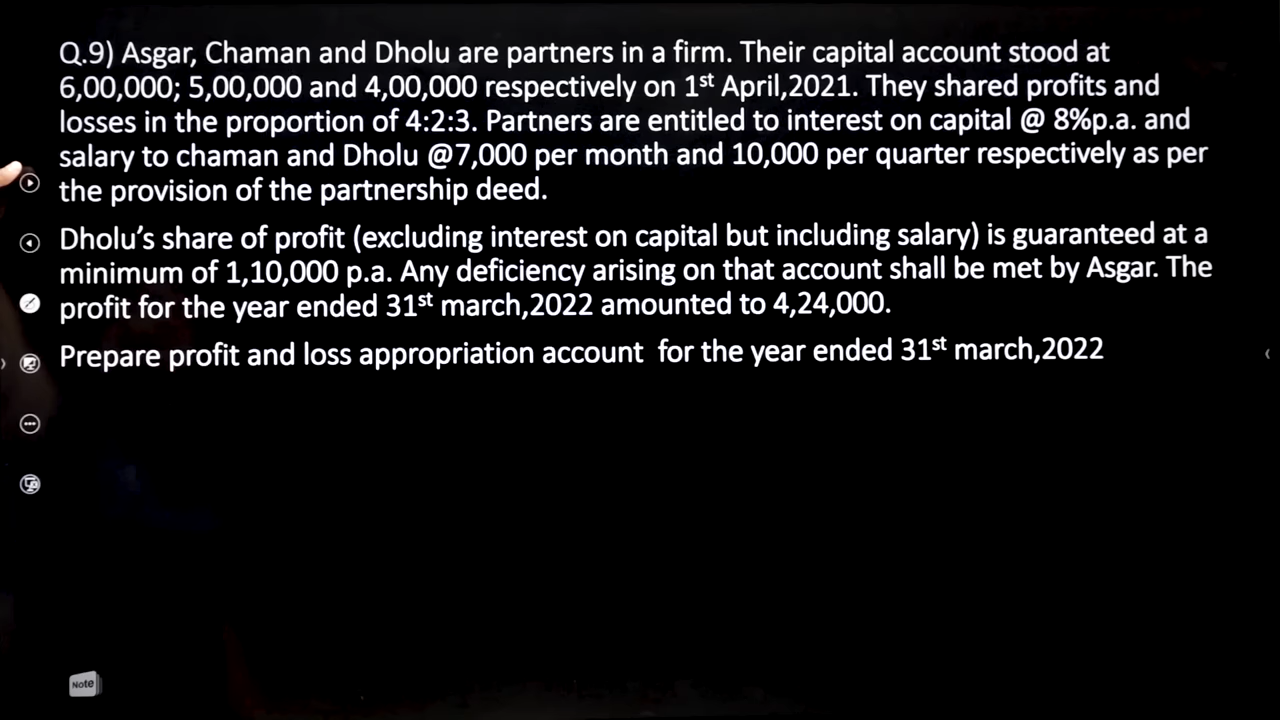 Q.9) Asgar, Chaman and Dholu are partners in a firm. Their capital account stood at
6,00,000; 5,00,000 and 4,00,000 respectively on 1st April,2021. They shared profits and
losses in the proportion of 4:2:3. Partners are entitled to interest on capital @ 8%p.a. and
salary to chaman and Dholu @7,000 per month and 10,000 per quarter respectively as per
the provision of the partnership deed.
Dholu’s share of profit (excluding interest on capital but including salary) is guaranteed at a
minimum of 1,10,000 p.a. Any deficiency arising on that account shall be met by Asgar. The
profit for the year ended 31st march,2022 amounted to 4,24,000.
Prepare profit and loss appropriation account for the year ended 31st march,2022
Note